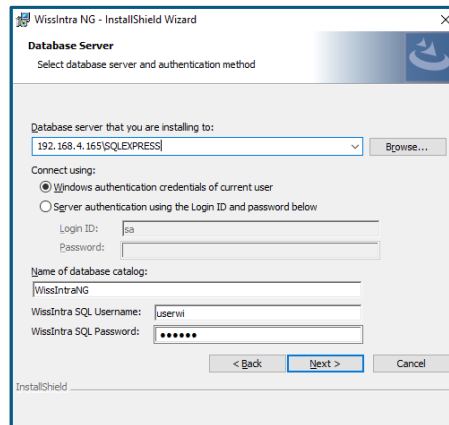 WissIntra NG - InstallShield Wizard
Database Server
Select database server and authentication method
Database server that you are installing to:
192.168.4.165\SQLEXPRESS
Browse...
Connect using:
Windows authentication credentials of current user
Server authentication using the Login ID and password below
Login ID: sa
Password:
Name of database catalog:
WissIntraNG
WissIntra SQL Username: userwi
WissIntra SQL Password: ••••••
< Back Next > Cancel
InstallShield